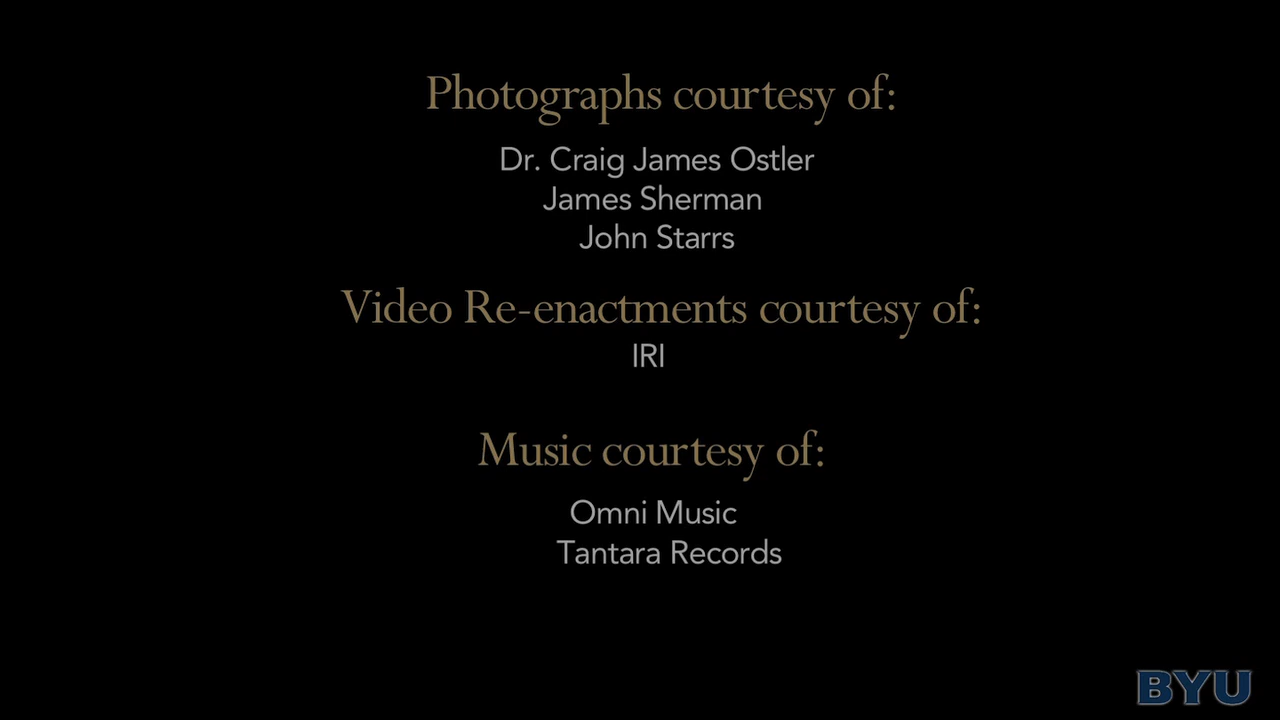 Photographs courtesy of:
Dr. Craig James Ostler
James Sherman
John Starrs
Video Re-enactments courtesy of:
IRI
Music courtesy of:
Omni Music
Tantara Records
BYU